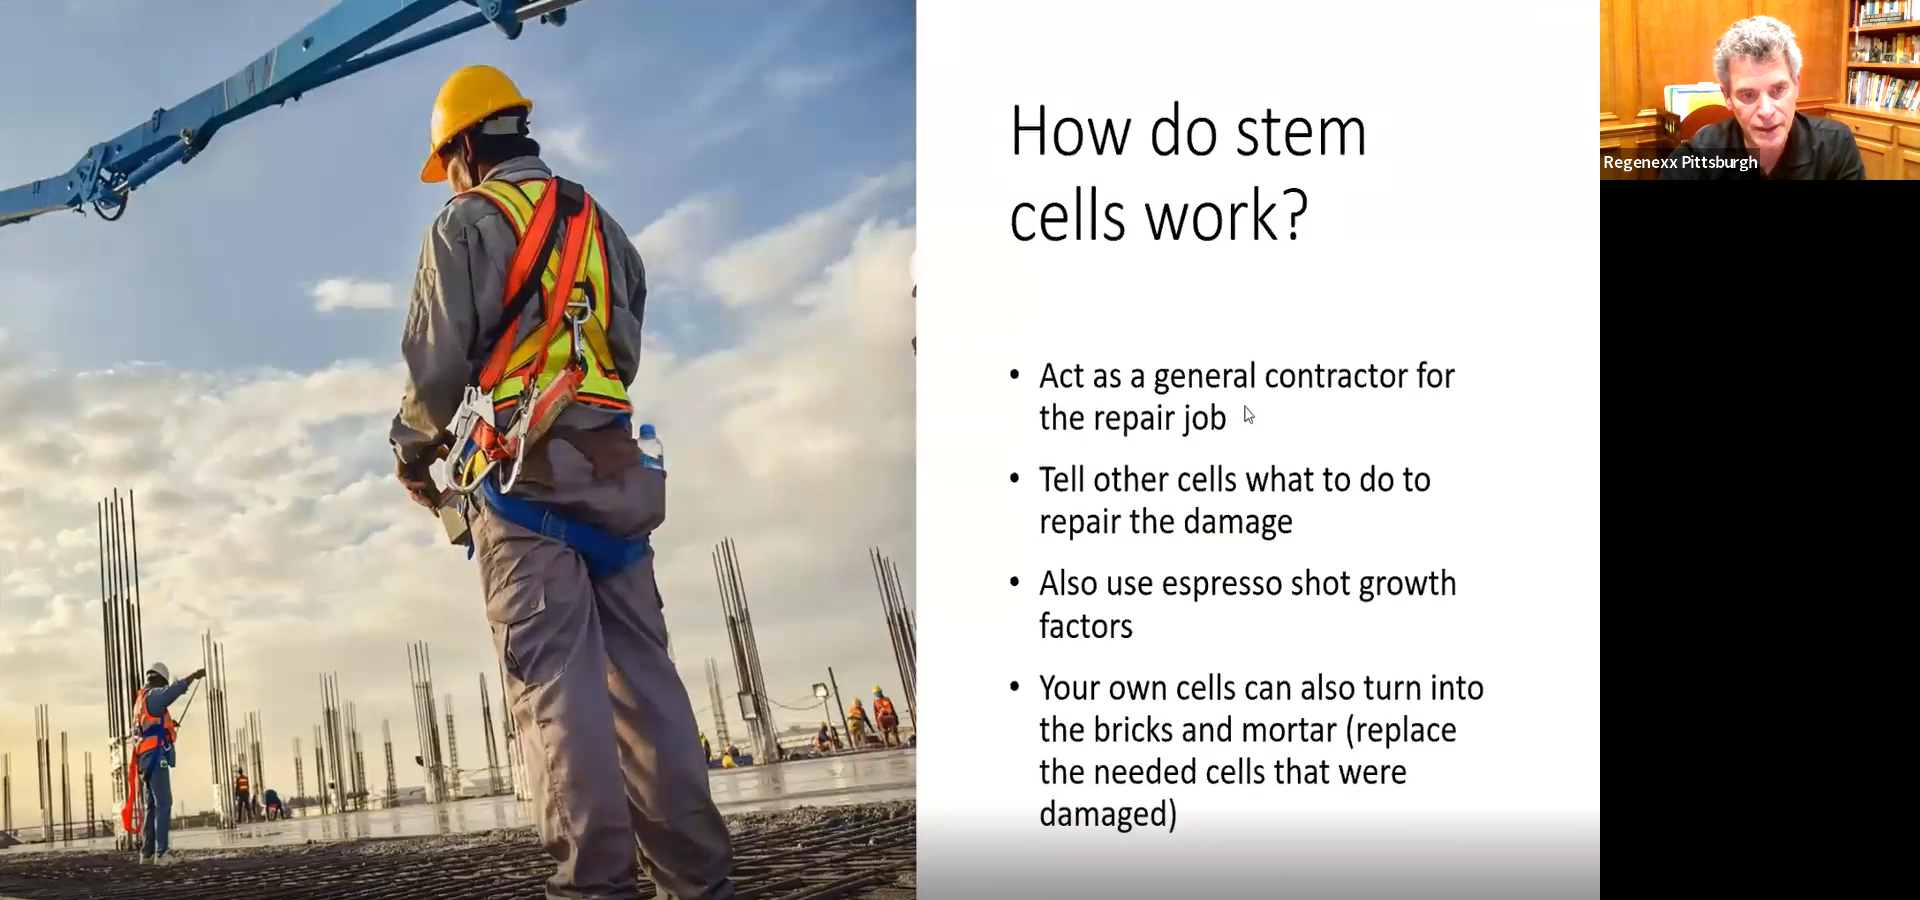 How do stem
cells work?
• Act as a general contractor for
the repair job
• Tell other cells what to do to
repair the damage
• Also use espresso shot growth
factors
• Your own cells can also turn into
the bricks and mortar (replace
the needed cells that were
damaged)
Regenexx Pittsburgh